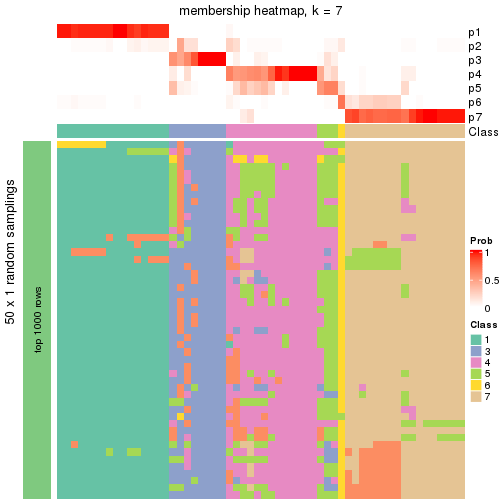 membership heatmap, k = 7
p1
p2
p3
p4
p5
p6
p7
Class
50 x 1 random samplings
top 1000 rows
Prob
1
0.5
0
Class
1
3
4
5
6
7